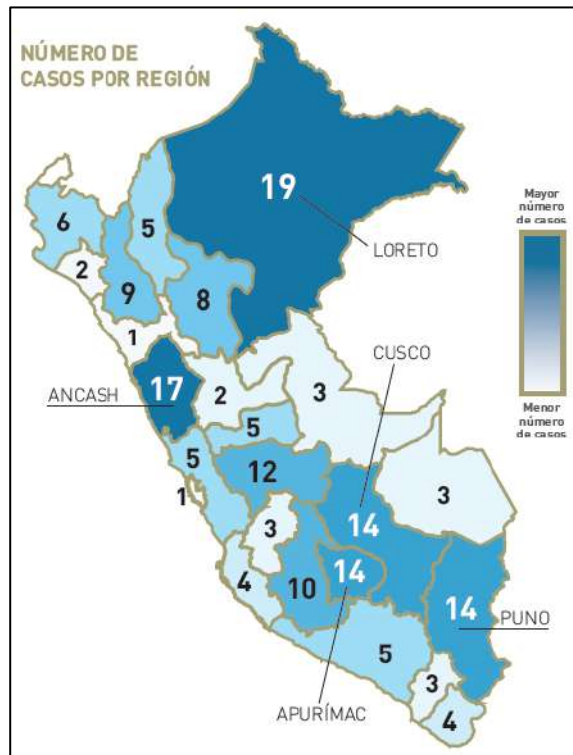 NÚMERO DE
CASOS POR REGIÓN
19
LORETO
6
5
2
9
8
1
Mayor
número
de casos
Menor
número
de casos
CUSCO
17
ANCASH
2
3
5
5
12
1
3
14
3
14
4
10
14
PUNO
5
3
4
APURÍMAC